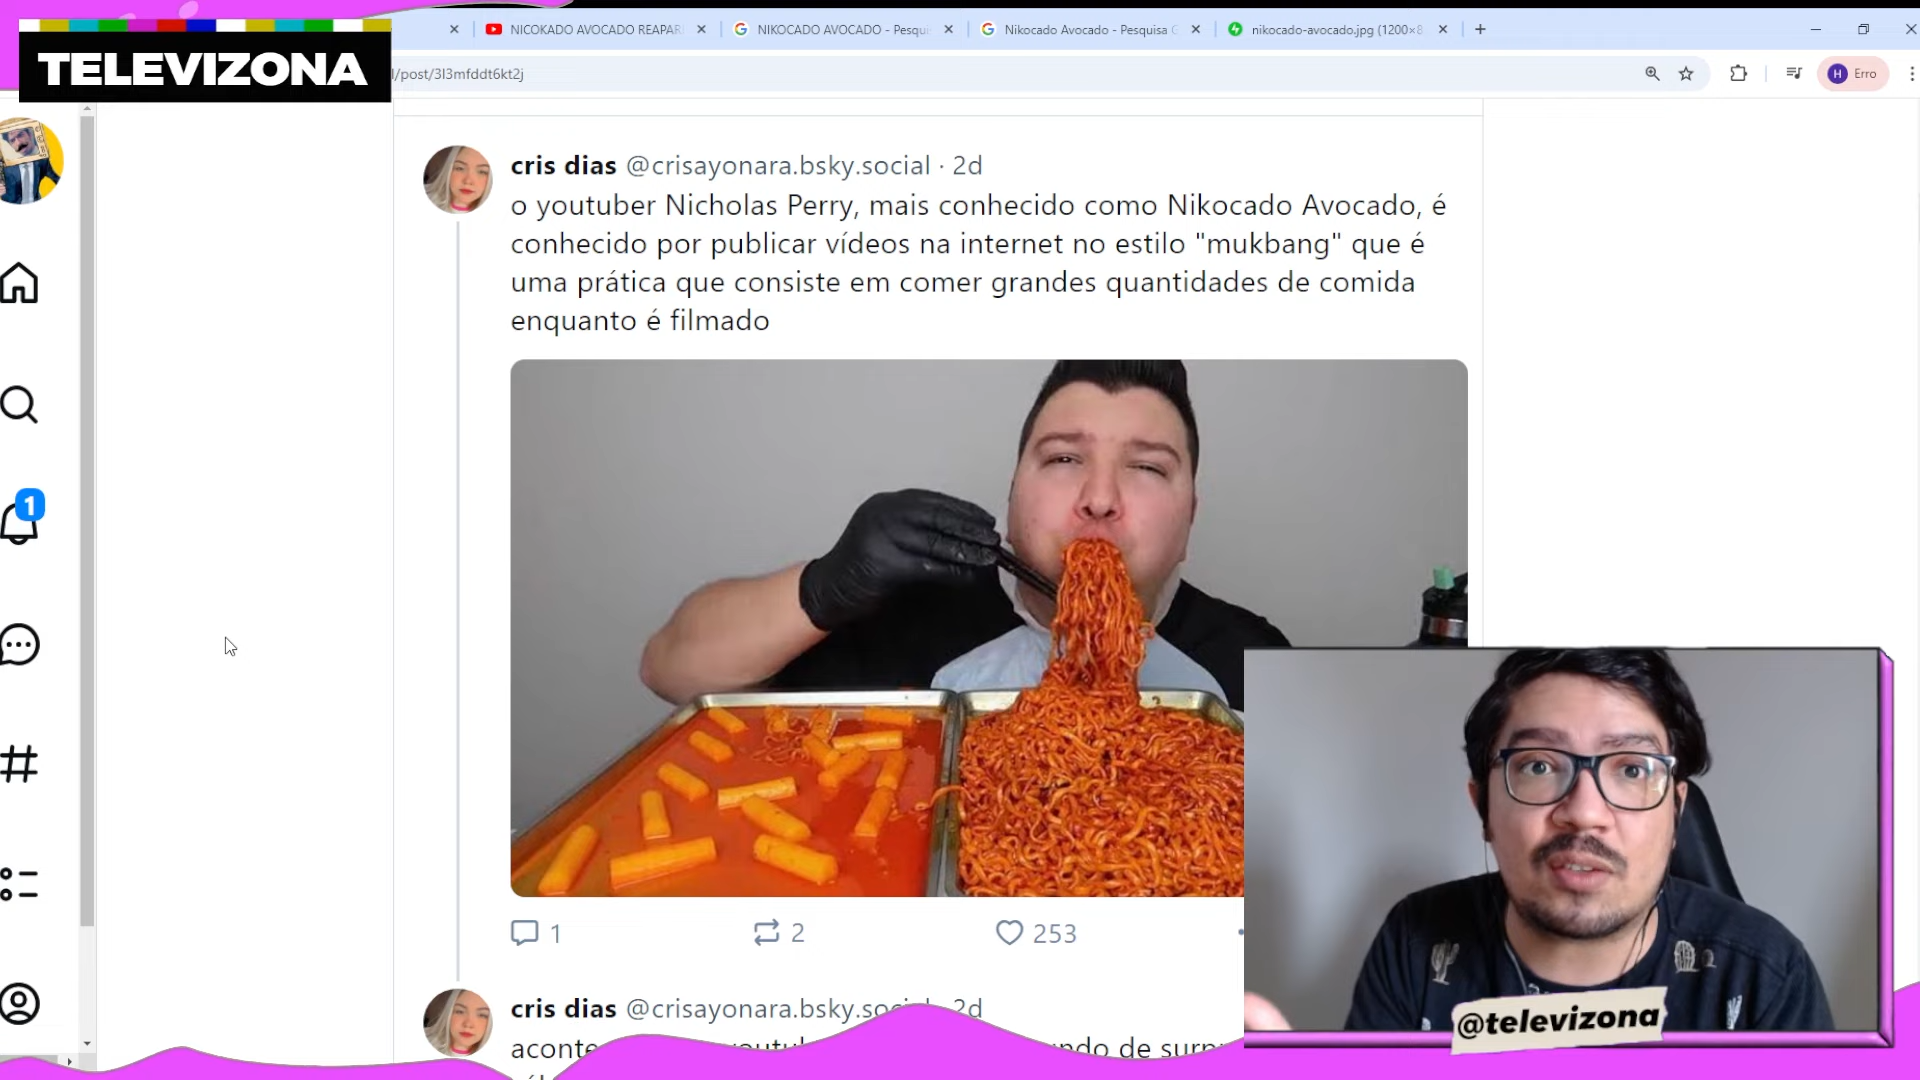 TELEVIZONA
NICOKADO AVOCADO REAPAR
NIKOCADO AVOCADO - Pesqui
Nikocado Avocado - Pesquisa G
nikocado-avocado.jpg (1200×8
/post/3l3mfddt6kt2j
H Erro
cris dias @crisayonara.bsky.social · 2d
o youtuber Nicholas Perry, mais conhecido como Nikocado Avocado, é
conhecido por publicar vídeos na internet no estilo "mukbang" que é
uma prática que consiste em comer grandes quantidades de comida
enquanto é filmado
1
1 2 253
cris dias @crisayonara.bsky.soc 2d
@televizona